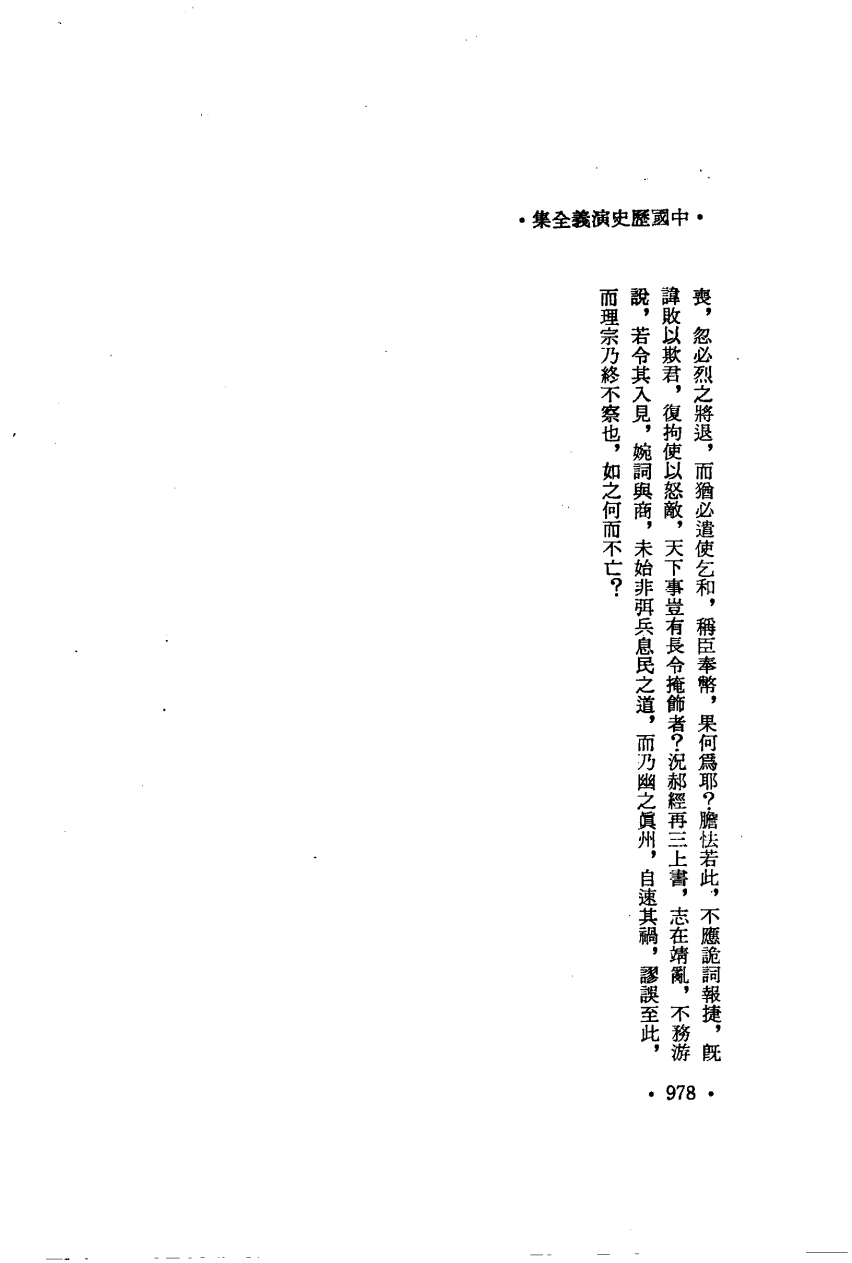 •中國歷史演義全集•
喪，忽必烈之將退，而猶必遣使乞和，稱臣奉幣，果何爲耶？膽怯若此，不應詭詞報捷，既
諱敗以欺君，復拘使以怒敵，天下事豈有長令掩飾者？況郝經再三上書，志在靖亂，不務游
說，若令其入見，婉詞與商，未始非弭兵息民之道，而乃幽之眞州，自速其禍，謬誤至此，
而理宗乃終不察也，如之何而不亡？
•978•